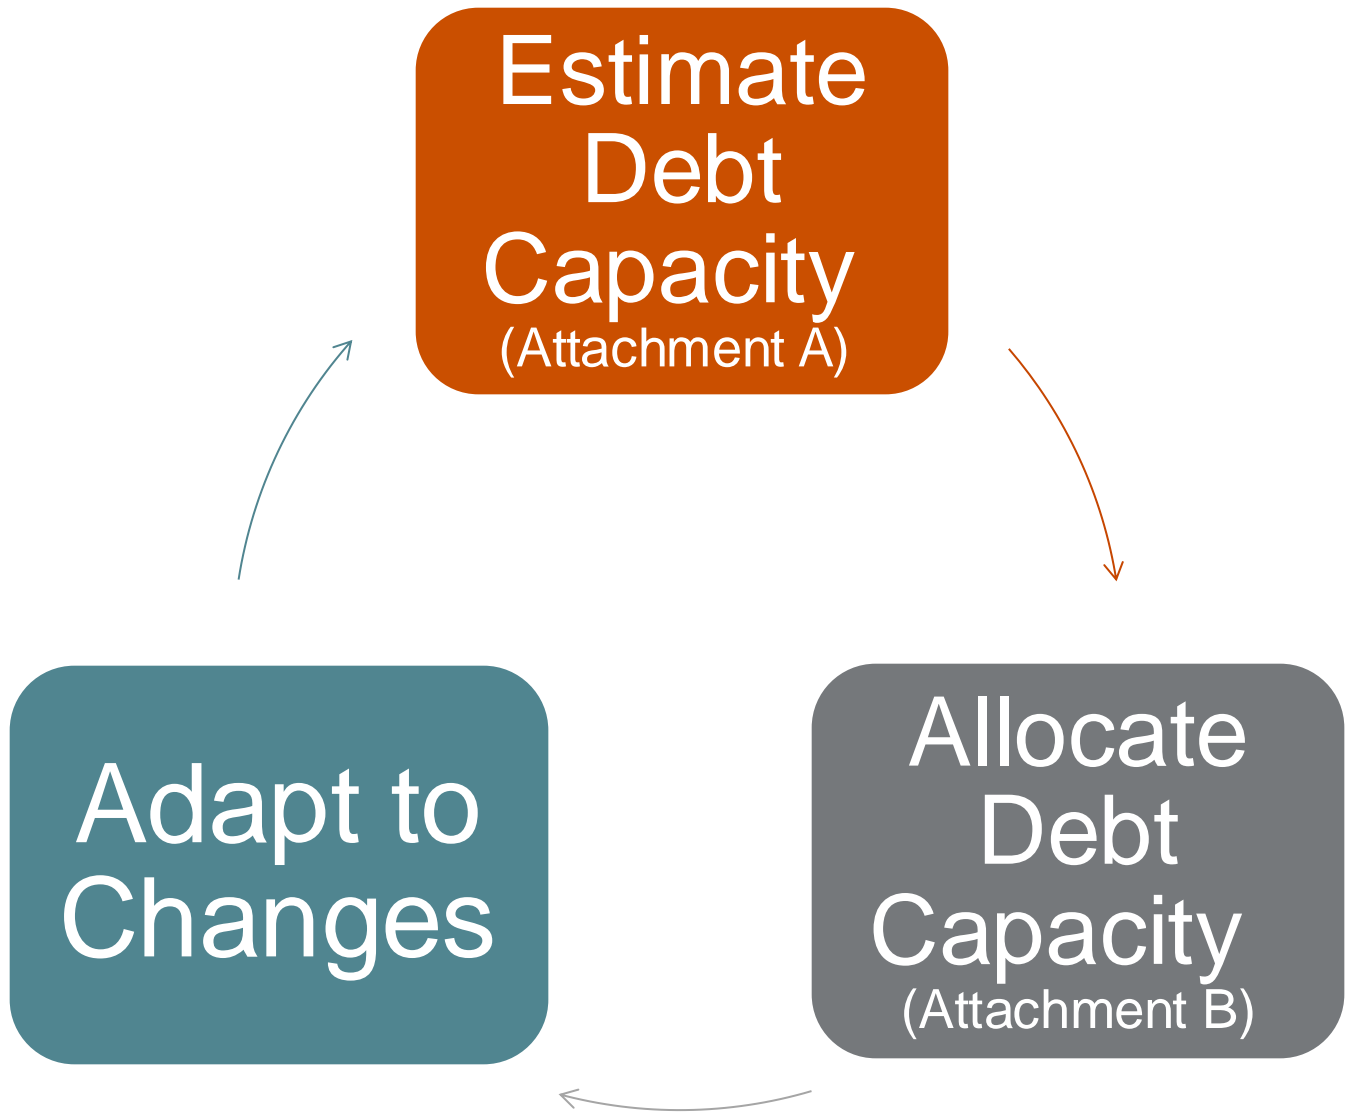 Estimate
Debt
Capacity
(Attachment A)
Allocate
Debt
Capacity
(Attachment B)
Adapt to
Changes